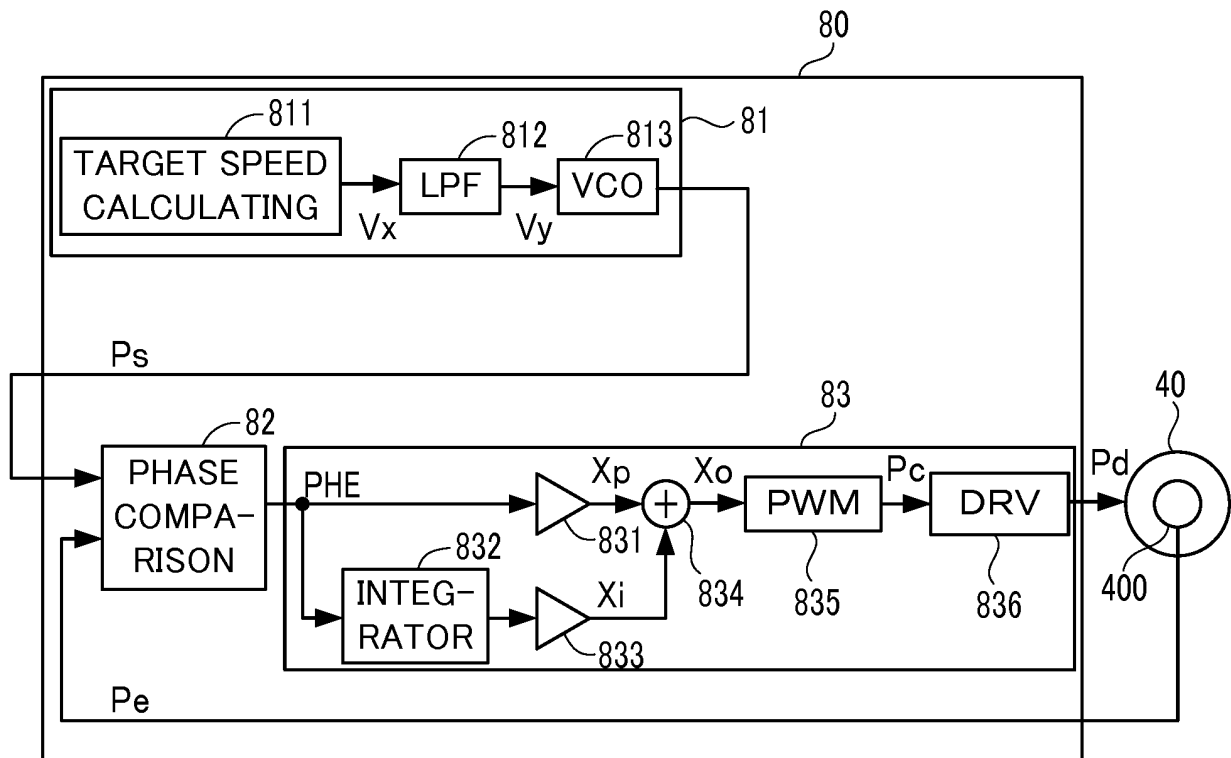 80
811
812
813
81
TARGET SPEED
CALCULATING
LPF
VCO
Vx
Vy
Ps
82
83
40
PHASE
COMPA-
RISON
PHE
Xp
Xo
Pc
Pd
+
PWM
DRV
831
832
INTEG-
RATOR
Xi
833
834
835
836
400
Pe